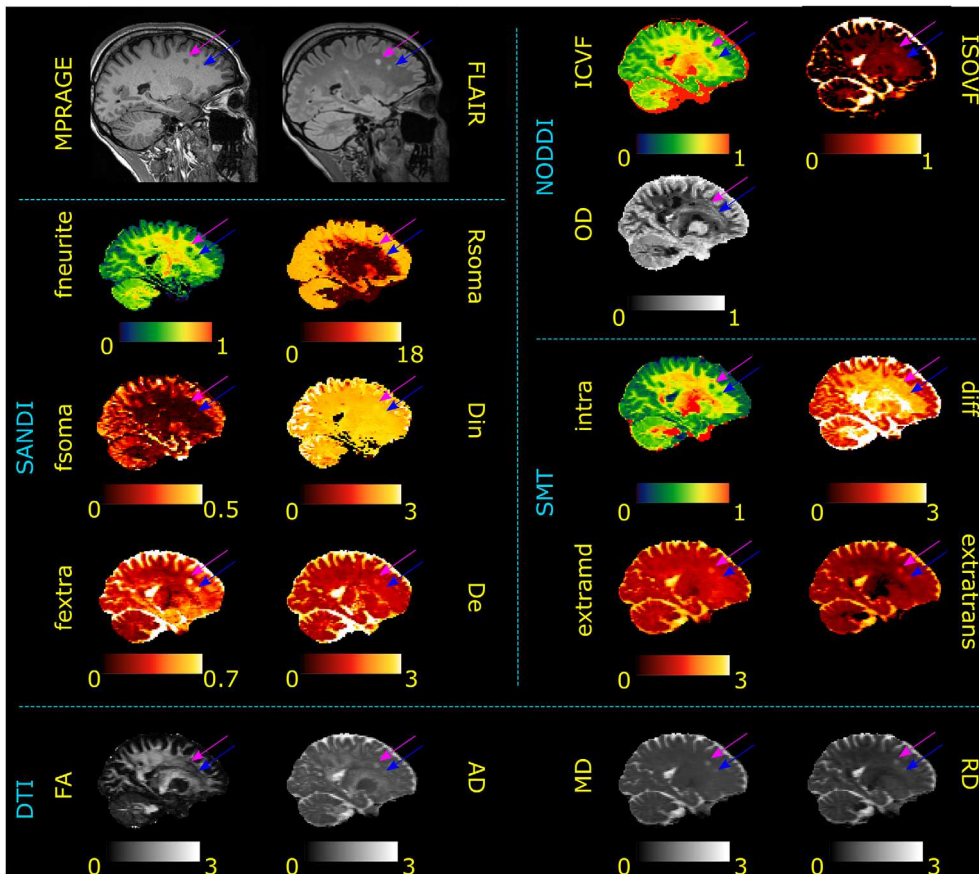 MPRAGE
FLAIR
SANDI
fneurite
0 1
Rsoma
0 18
fsoma
0 0.5
Din
0 3
fextra
0 0.7
De
0 3
NODDI
ICVF
0 1
ISOVF
0 1
OD
0 1
SMT
intra
0 1
diff
0 3
extramd
0 3
extratrans
DTI
FA
0 3
AD
0 3
MD
0 3
RD
0 3